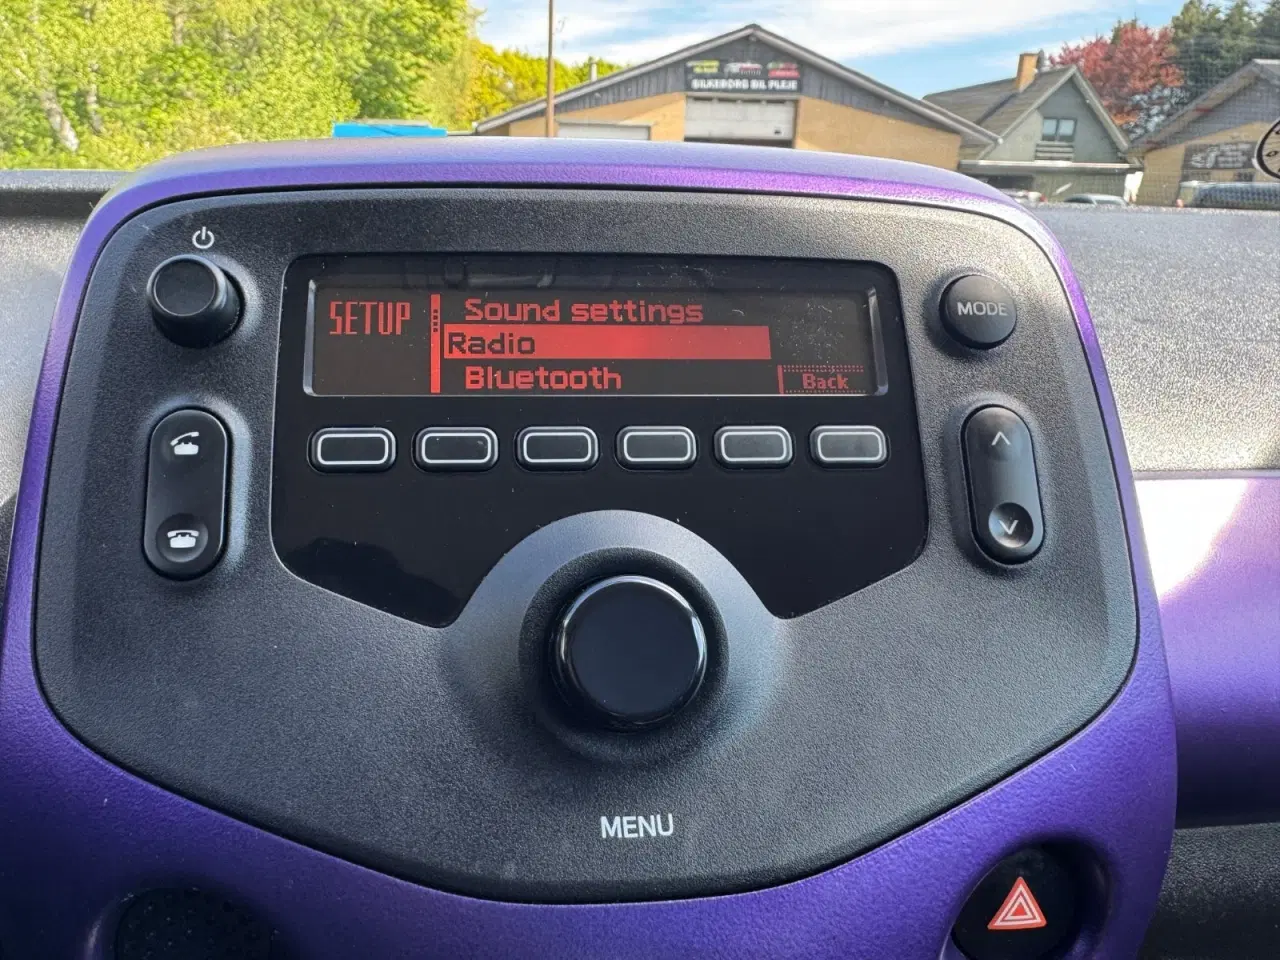 SILKEBORG BIL PLEJE
SETUP
Sound settings
Radio
Bluetooth
Back
MODE
MENU